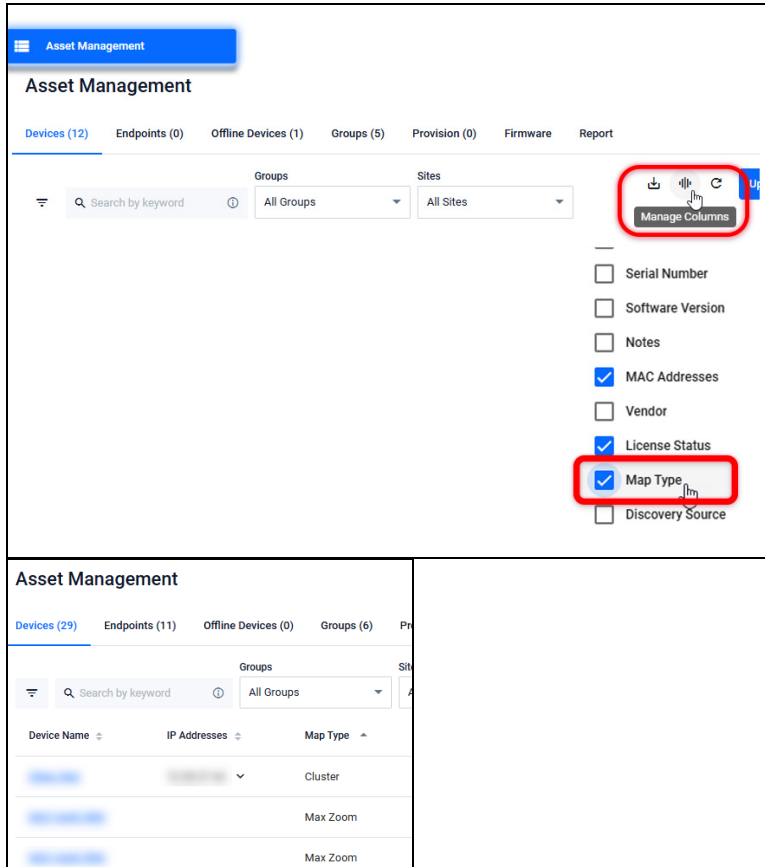 Asset Management
Asset Management
Devices (12) Endpoints (0) Offline Devices (1) Groups (5) Provision (0) Firmware Report
Groups Sites
Search by keyword All Groups All Sites
Manage Columns
Serial Number
Software Version
Notes
MAC Addresses
Vendor
License Status
Map Type
Discovery Source
Asset Management
Devices (29) Endpoints (11) Offline Devices (0) Groups (6)
Groups
Search by keyword All Groups
Device Name IP Addresses Map Type
Cluster
Max Zoom
Max Zoom